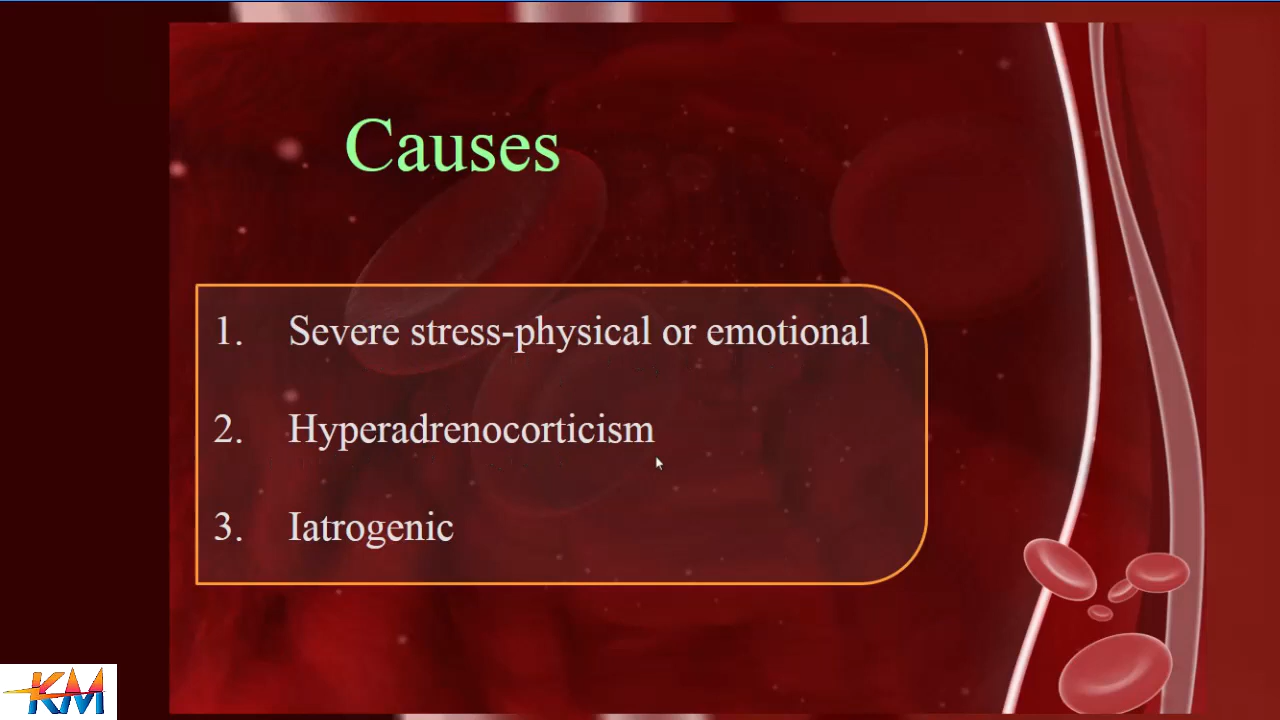 Causes
1. Severe stress-physical or emotional
2. Hyperadrenocorticism
3. Iatrogenic
KM